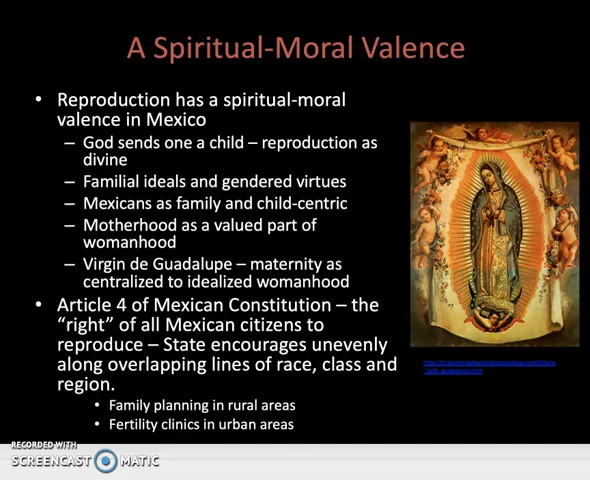 A Spiritual-Moral Valence
• Reproduction has a spiritual-moral
valence in Mexico
– God sends one a child – reproduction as
divine
– Familial ideals and gendered virtues
– Mexicans as family and child-centric
– Motherhood as a valued part of
womanhood
– Virgin de Guadalupe – maternity as
centralized to idealized womanhood
• Article 4 of Mexican Constitution – the
“right” of all Mexican citizens to
reproduce – State encourages unevenly
along overlapping lines of race, class and
region.
• Family planning in rural areas
• Fertility clinics in urban areas
RECORDED WITH
SCREENCAST MATIC